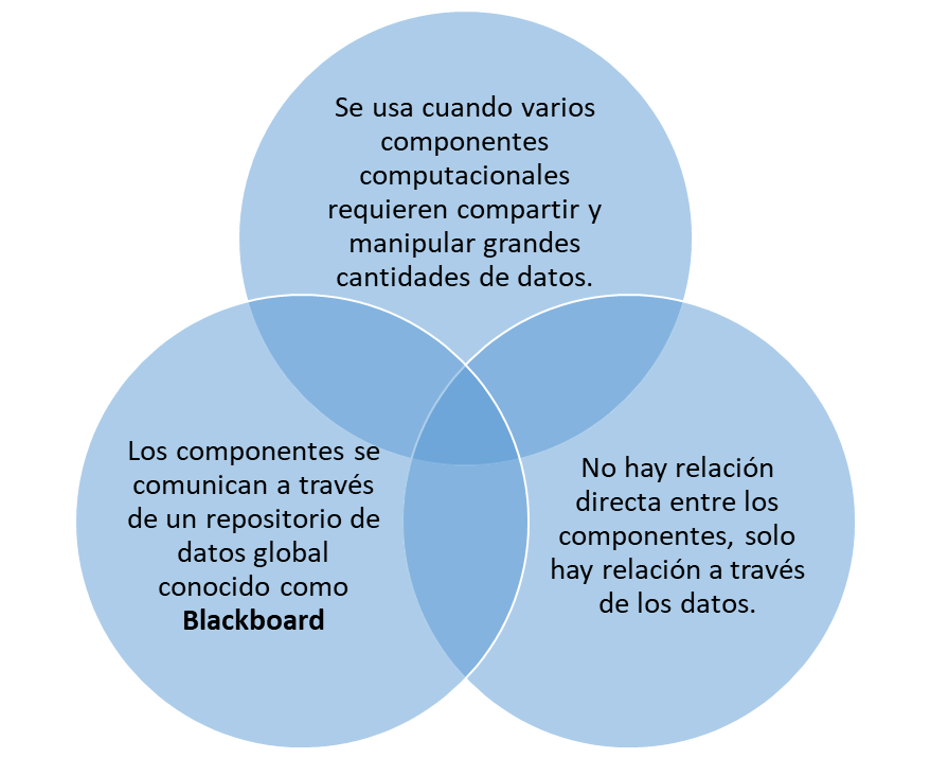 Se usa cuando varios
componentes
computacionales
requieren compartir y
manipular grandes
cantidades de datos.
Los componentes se
comunican a través
de un repositorio de
datos global
conocido como
Blackboard
No hay relación
directa entre los
componentes, solo
hay relación a través
de los datos.